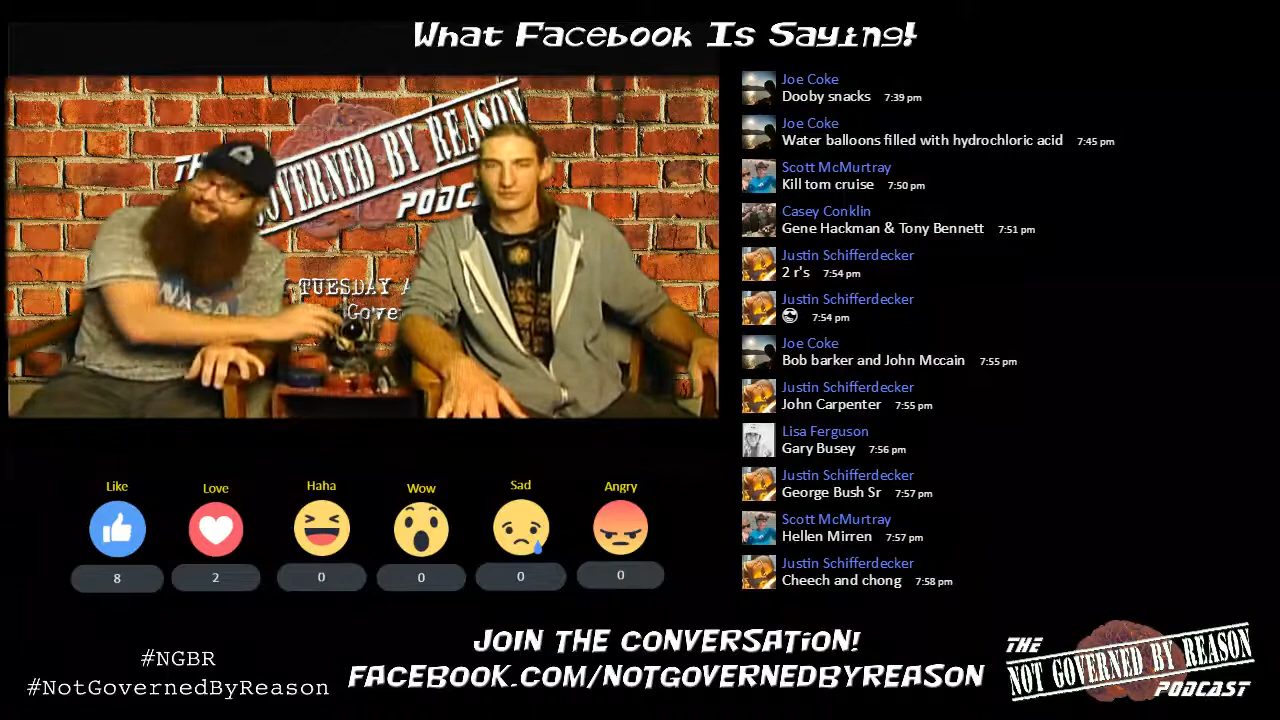 What Facebook Is Saying!
THE
NOT GOVERNED BY REASON
PODCAST
NASA
TUESDAY
Gove
Joe Coke
Dooby snacks 7:39 pm
Joe Coke
Water balloons filled with hydrochloric acid 7:45 pm
Scott McMurtray
Kill tom cruise 7:50 pm
Casey Conklin
Gene Hackman & Tony Bennett 7:51 pm
Justin Schifferdecker
2 r's 7:54 pm
Justin Schifferdecker
😎 7:54 pm
Joe Coke
Bob barker and John Mccain 7:55 pm
Justin Schifferdecker
John Carpenter 7:55 pm
Lisa Ferguson
Gary Busey 7:56 pm
Justin Schifferdecker
George Bush Sr 7:57 pm
Scott McMurtray
Hellen Mirren 7:57 pm
Justin Schifferdecker
Cheech and chong 7:58 pm
Like Love Haha Wow Sad Angry
8 2 0 0 0 0
#NGBR
#NotGovernedByReason
JOIN THE CONVERSATION!
FACEBOOK.COM/NOTGOVERNEDBYREASON
THE
NOT GOVERNED BY REASON
PODCAST